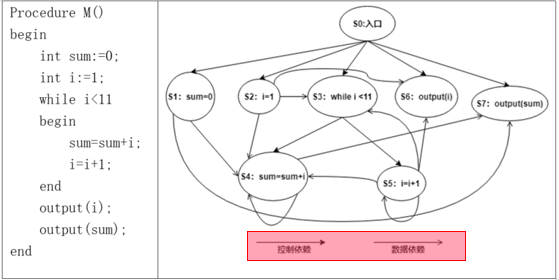 Procedure M()
begin
int sum:=0;
int i:=1;
while i<11
begin
sum=sum+i;
i=i+1;
end
output(i);
output(sum);
end
S0:入口
S1: sum=0
S2: i=1
S3: while i <11
S6: output(i)
S7: output(sum)
S4: sum=sum+i
S5: i=i+1
控制依赖
数据依赖